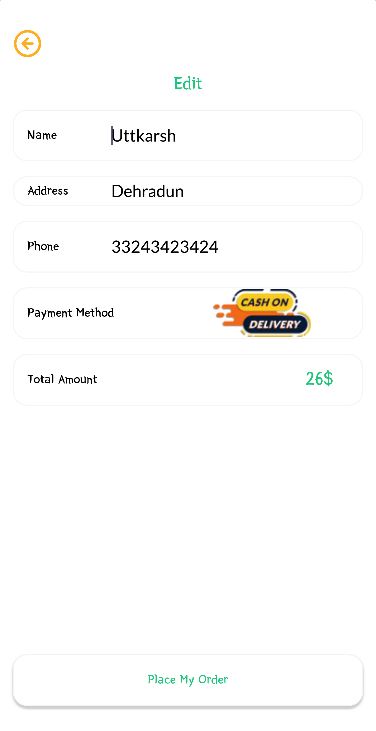 Edit
Name Uttkarsh
Address Dehradun
Phone 33243423424
Payment Method CASH ON
DELIVERY
Total Amount 26$
Place My Order